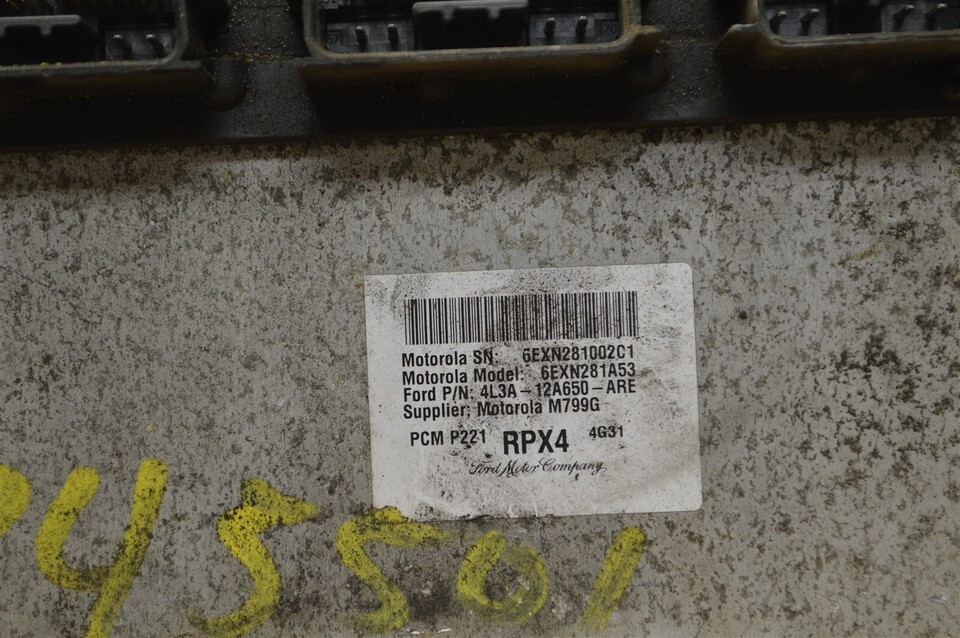 Motorola SN: 6EXN281002C1
Motorola Model: 6EXN281A53
Ford P/N: 4L3A-12A650-ARE
Supplier: Motorola M799G
PCM P221 RPX4 4G31
Ford Motor Company
45501